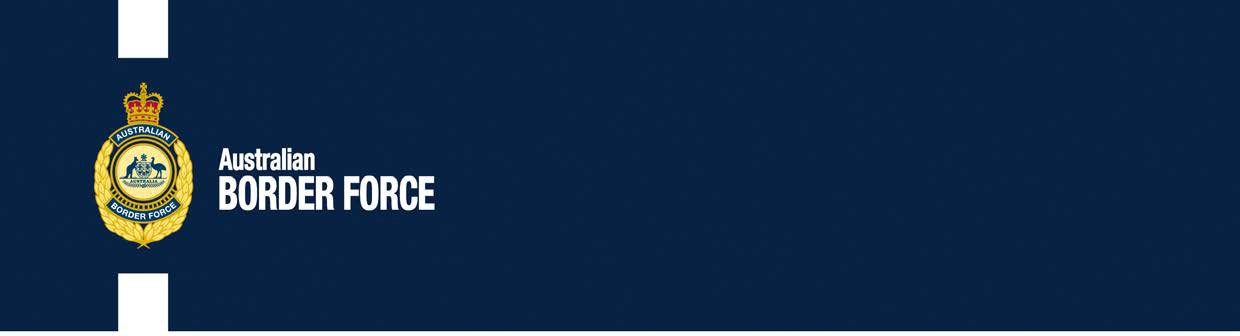 AUSTRALIAN
AUSTRALIA
BORDER FORCE
Australian
BORDER FORCE